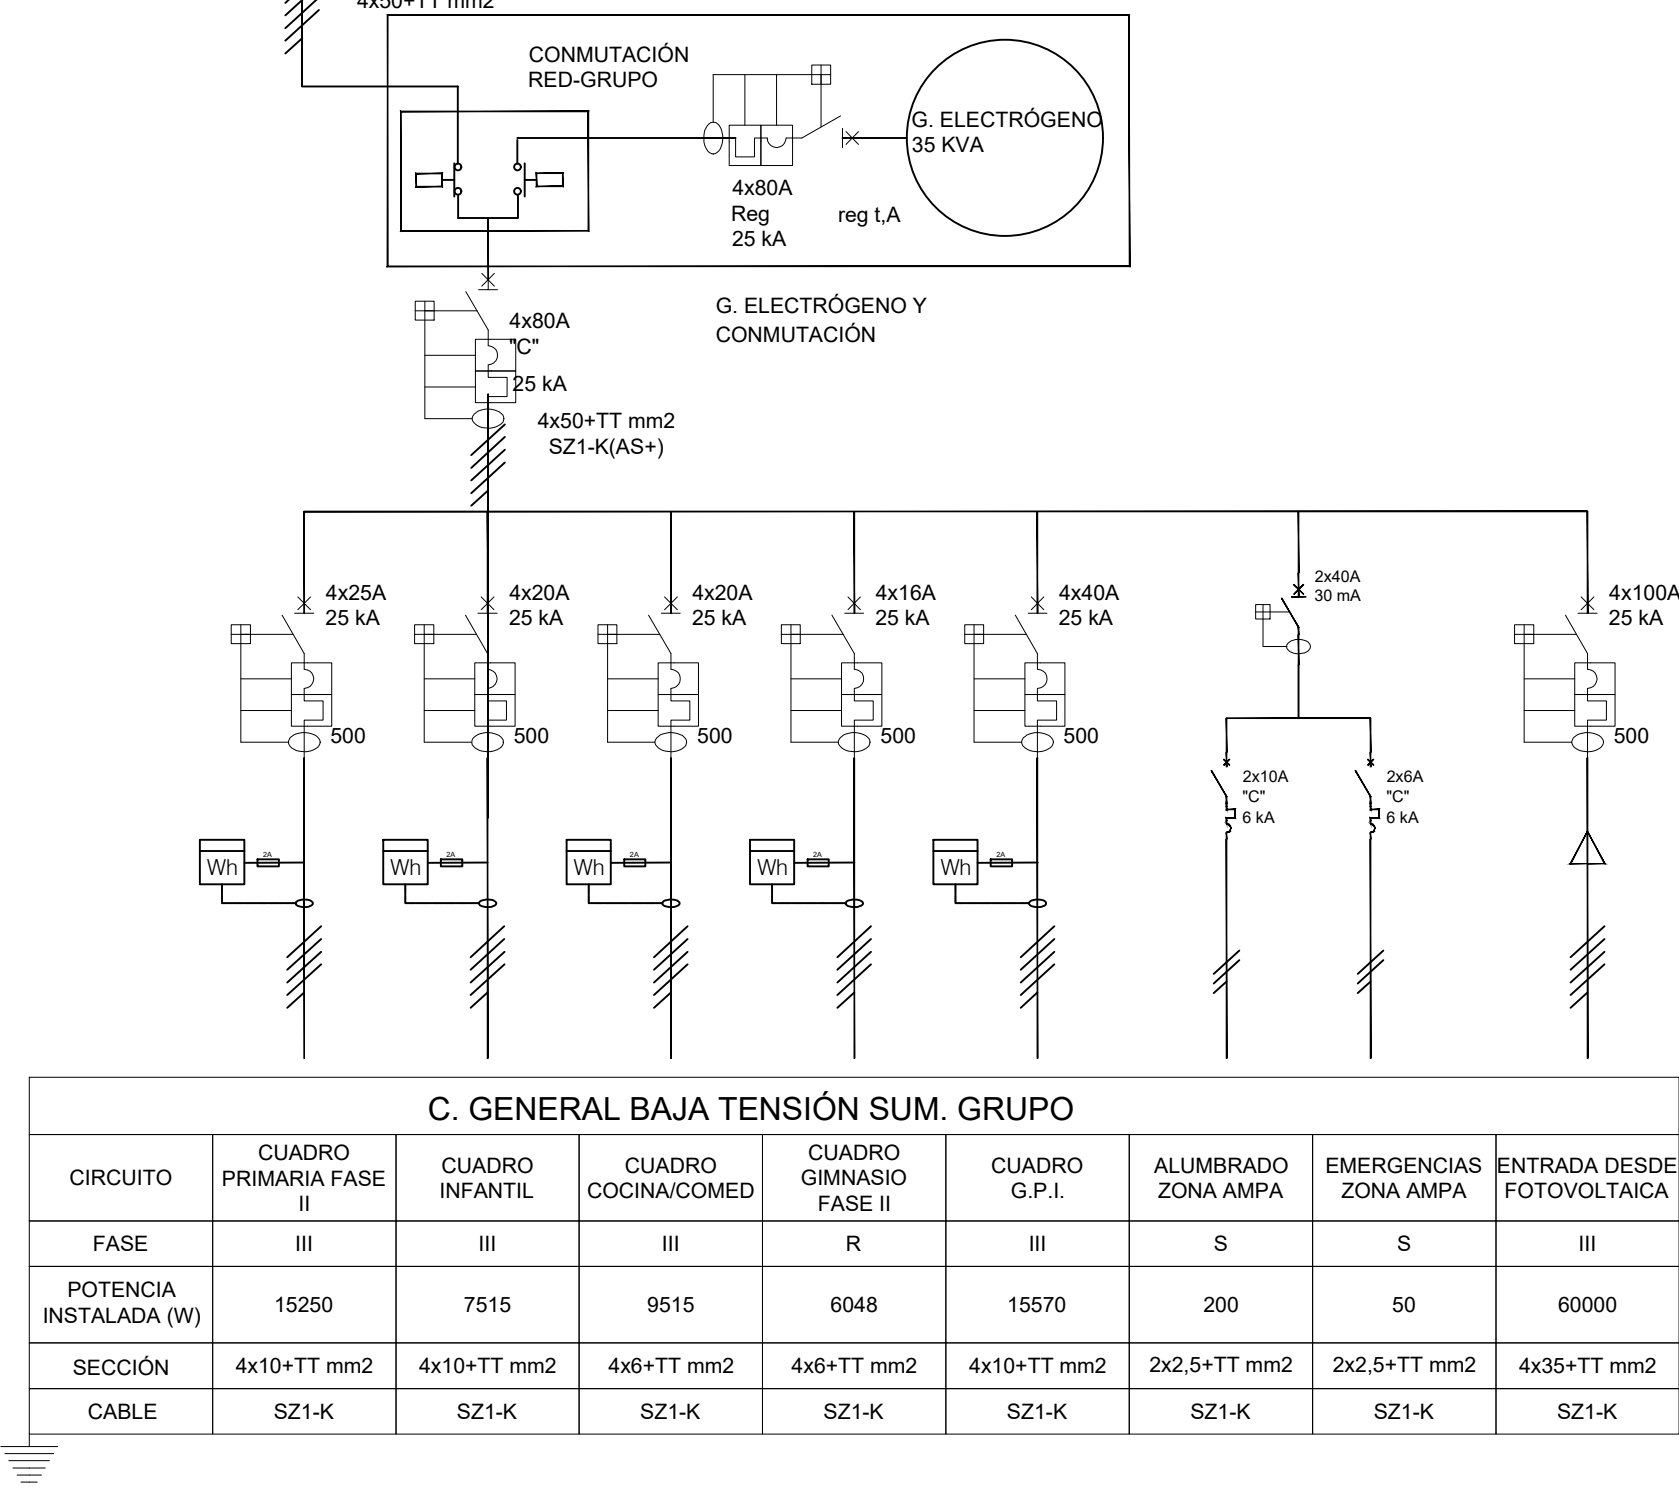 4x50+TT mm2
CONMUTACIÓN
RED-GRUPO
G. ELECTRÓGENO
35 KVA
4x80A
Reg
25 kA
reg t,A
G. ELECTRÓGENO Y
CONMUTACIÓN
4x80A
"C"
25 kA
4x50+TT mm2
SZ1-K(AS+)
4x25A
25 kA
500
4x20A
25 kA
500
4x20A
25 kA
500
4x16A
25 kA
500
4x40A
25 kA
500
2x40A
30 mA
4x100A
25 kA
500
2x10A
"C"
6 kA
2x6A
"C"
6 kA
Wh
2A
Wh
2A
Wh
2A
Wh
2A
Wh
2A
C. GENERAL BAJA TENSIÓN SUM. GRUPO
CIRCUITO
CUADRO
PRIMARIA FASE
II
CUADRO
INFANTIL
CUADRO
COCINA/COMED
CUADRO
GIMNASIO
FASE II
CUADRO
G.P.I.
ALUMBRADO
ZONA AMPA
EMERGENCIAS
ZONA AMPA
ENTRADA DESDE
FOTOVOLTAICA
FASE III III III R III S S III
POTENCIA
INSTALADA (W)
15250 7515 9515 6048 15570 200 50 60000
SECCIÓN 4x10+TT mm2 4x10+TT mm2 4x6+TT mm2 4x6+TT mm2 4x10+TT mm2 2x2,5+TT mm2 2x2,5+TT mm2 4x35+TT mm2
CABLE SZ1-K SZ1-K SZ1-K SZ1-K SZ1-K SZ1-K SZ1-K SZ1-K